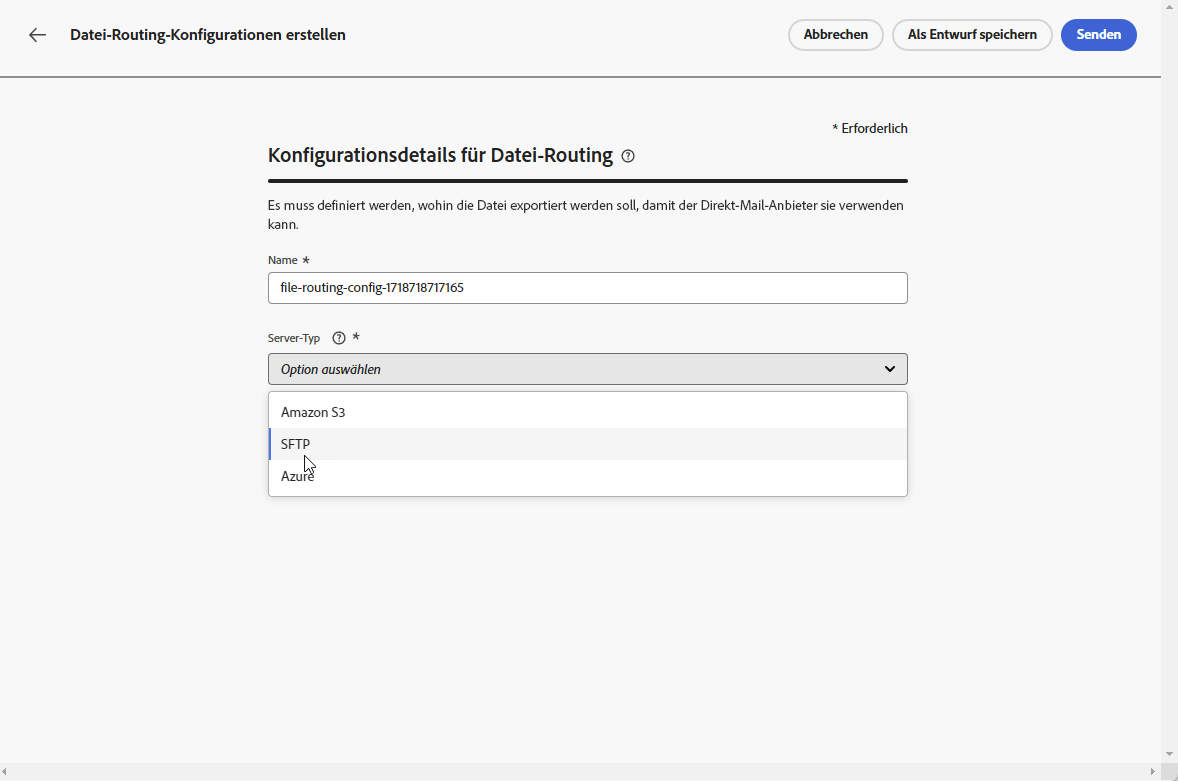 Datei-Routing-Konfigurationen erstellen
Abbrechen
Als Entwurf speichern
Senden
* Erforderlich
Konfigurationsdetails für Datei-Routing
Es muss definiert werden, wohin die Datei exportiert werden soll, damit der Direkt-Mail-Anbieter sie verwenden
kann.
Name *
file-routing-config-1718718717165
Server-Typ *
Option auswählen
Amazon S3
SFTP
Azure